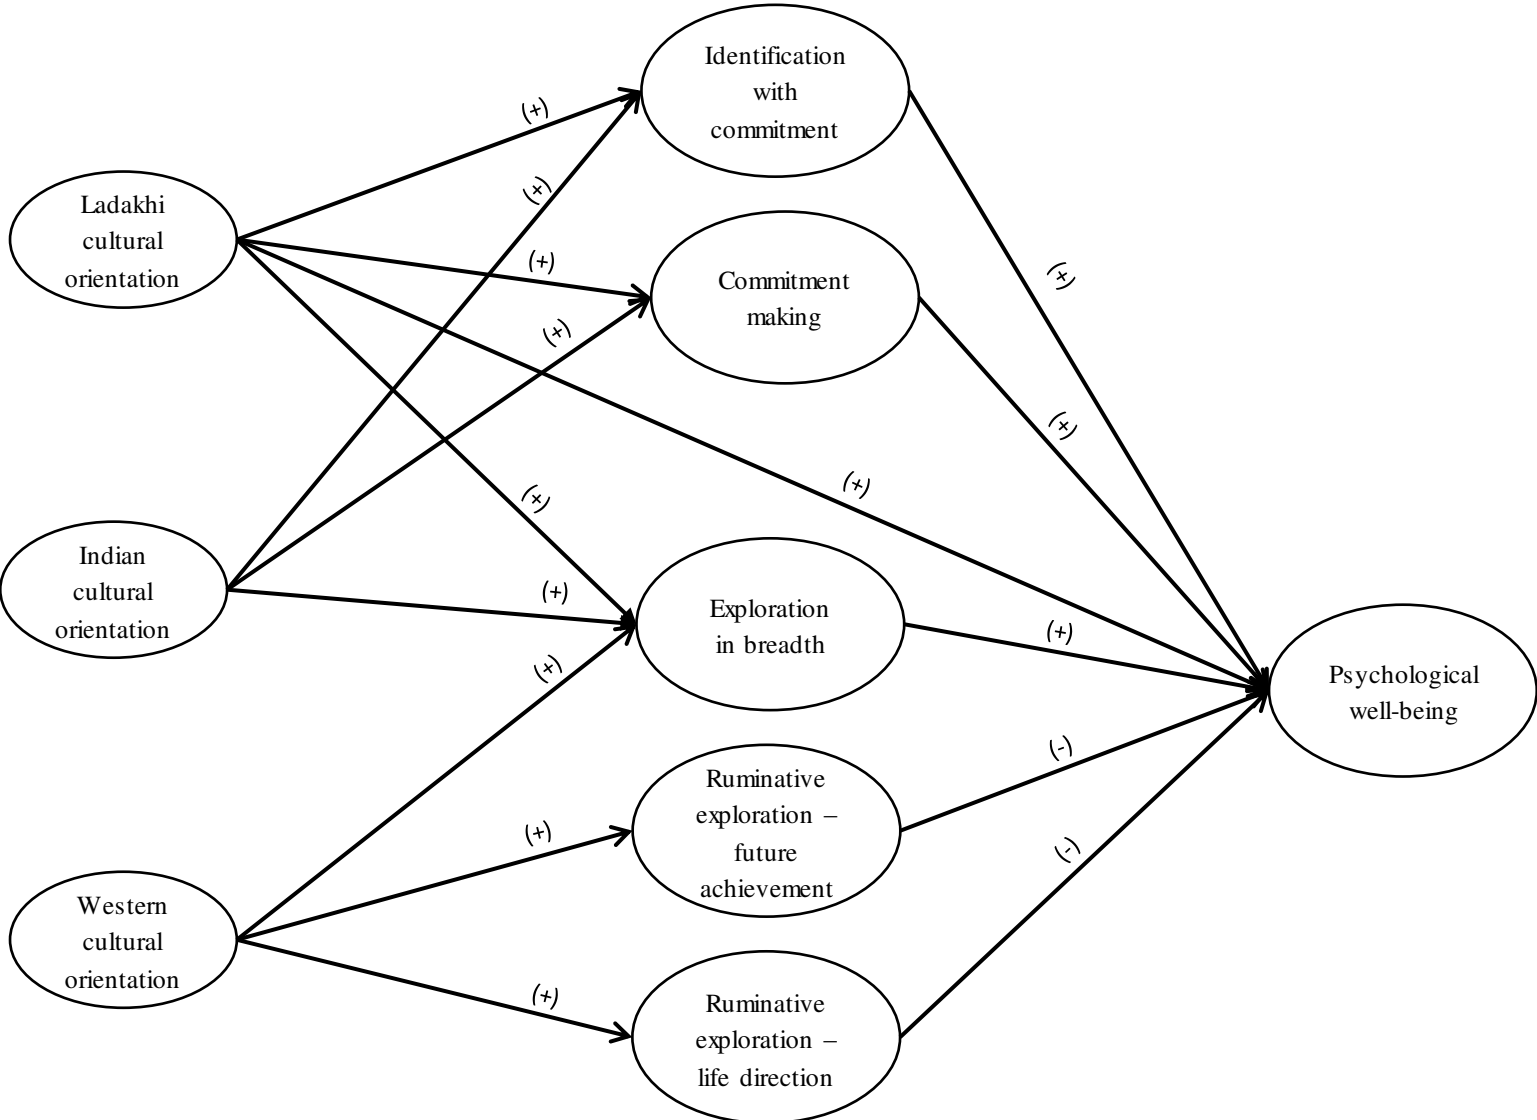 Identification
with
commitment
(+)
(+)
Ladakhi
cultural
orientation
(+)
Commitment
making
(+)
(+)
(+)
(+)
(+)
Indian
cultural
orientation
(+)
Exploration
in breadth
(+)
(+)
Psychological
well-being
(-)
Ruminative
exploration –
future
achievement
(+)
(-)
Western
cultural
orientation
(+)
Ruminative
exploration –
life direction